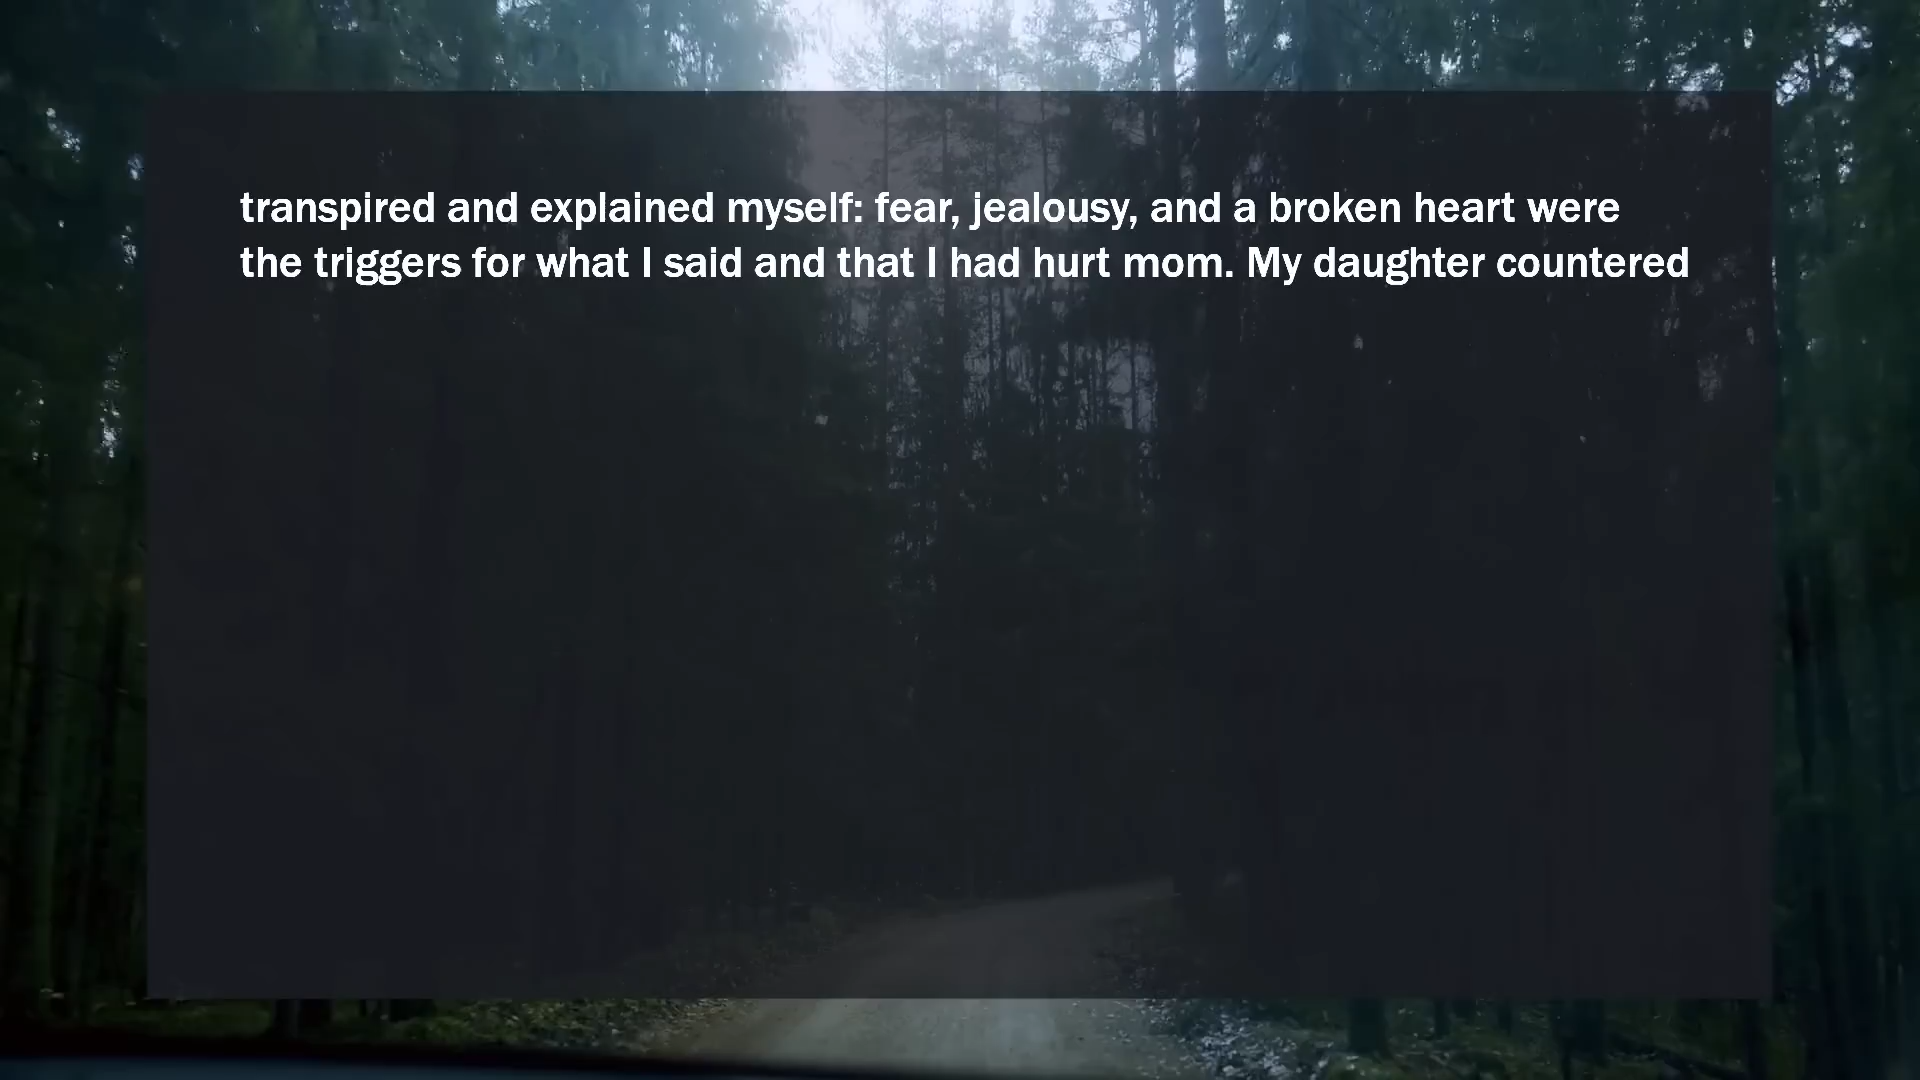 transpired and explained myself: fear, jealousy, and a broken heart were
the triggers for what I said and that I had hurt mom. My daughter countered